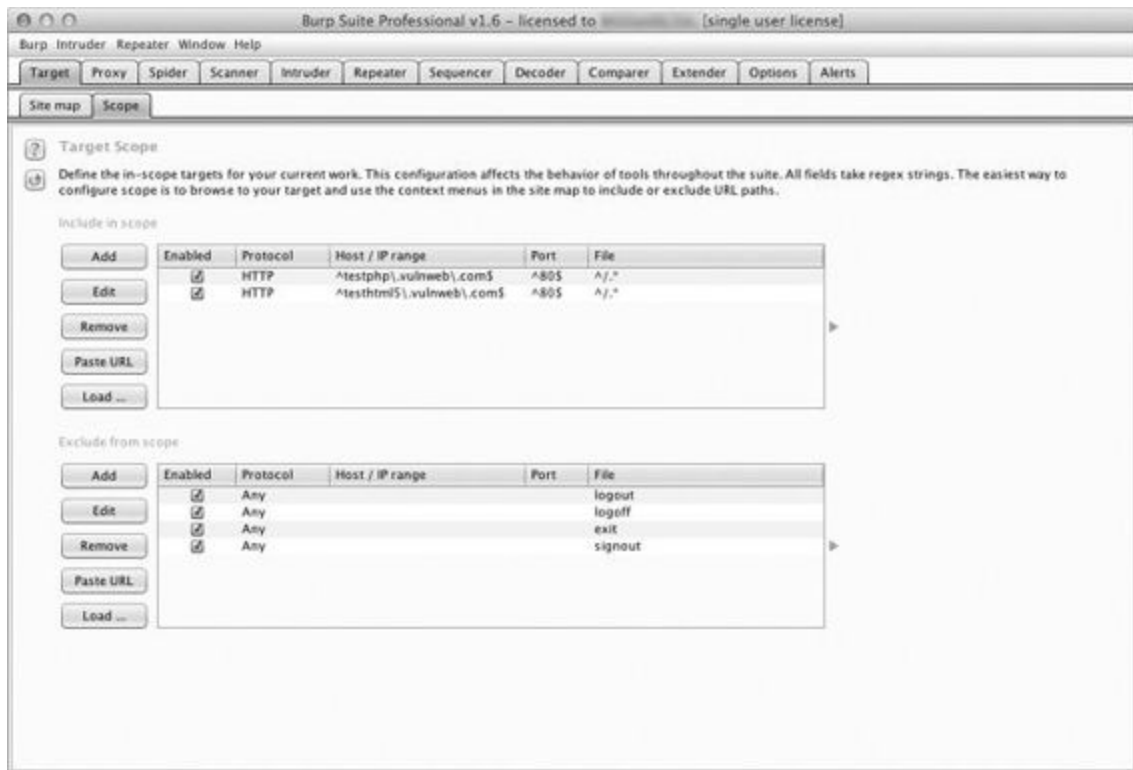 Burp Suite Professional v1.6 - licensed to [single user license]
Burp Intruder Repeater Window Help
Target Proxy Spider Scanner Intruder Repeater Sequencer Decoder Comparer Extender Options Alerts
Site map Scope
? Target Scope
Define the in-scope targets for your current work. This configuration affects the behavior of tools throughout the suite. All fields take regex strings. The easiest way to
configure scope is to browse to your target and use the context menus in the site map to include or exclude URL paths.
Include in scope
Add Enabled Protocol Host / IP range Port File
HTTP ^testphp\.vulnweb\.com$ ^80$ ^/.*
Edit HTTP ^testhtml5\.vulnweb\.com$ ^80$ ^/.*
Remove
Paste URL
Load ...
Exclude from scope
Add Enabled Protocol Host / IP range Port File
Any logout
Edit Any logoff
Any exit
Remove Any signout
Paste URL
Load ...